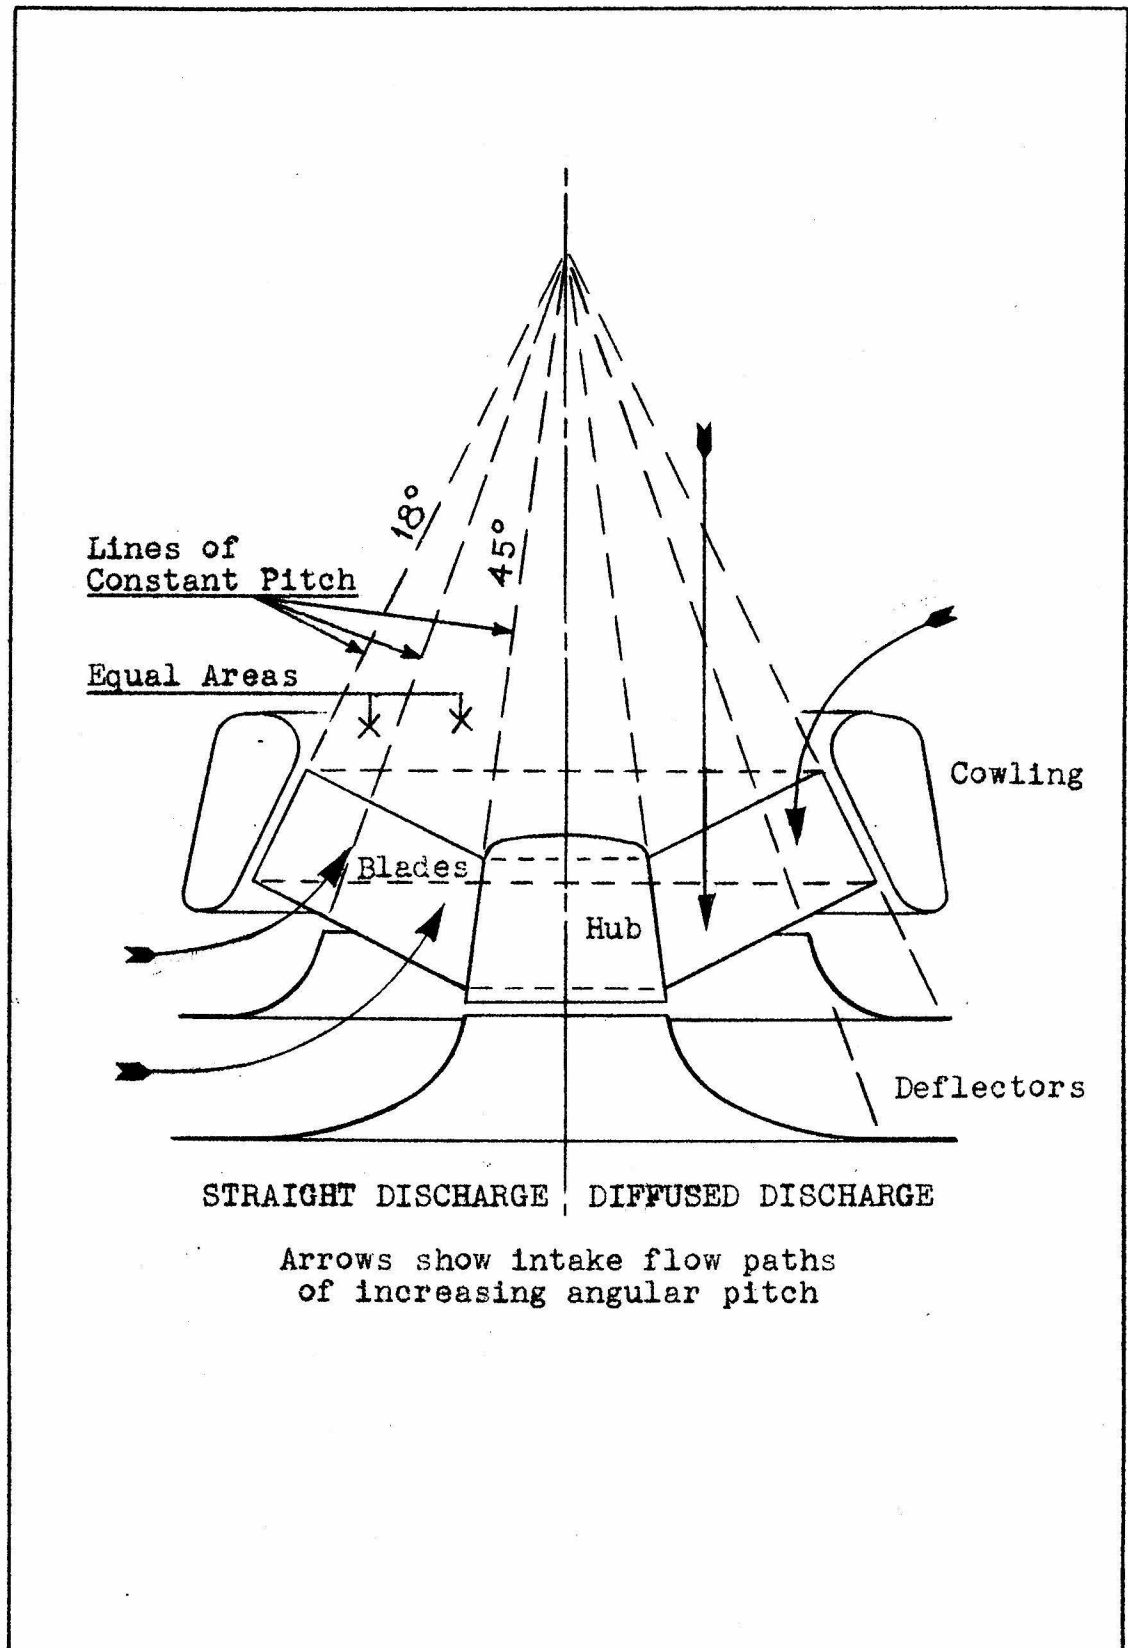 18°
45°
Lines of
Constant Pitch
Equal Areas
Cowling
Blades
Hub
Deflectors
STRAIGHT DISCHARGE DIFFUSED DISCHARGE
Arrows show intake flow paths
of increasing angular pitch